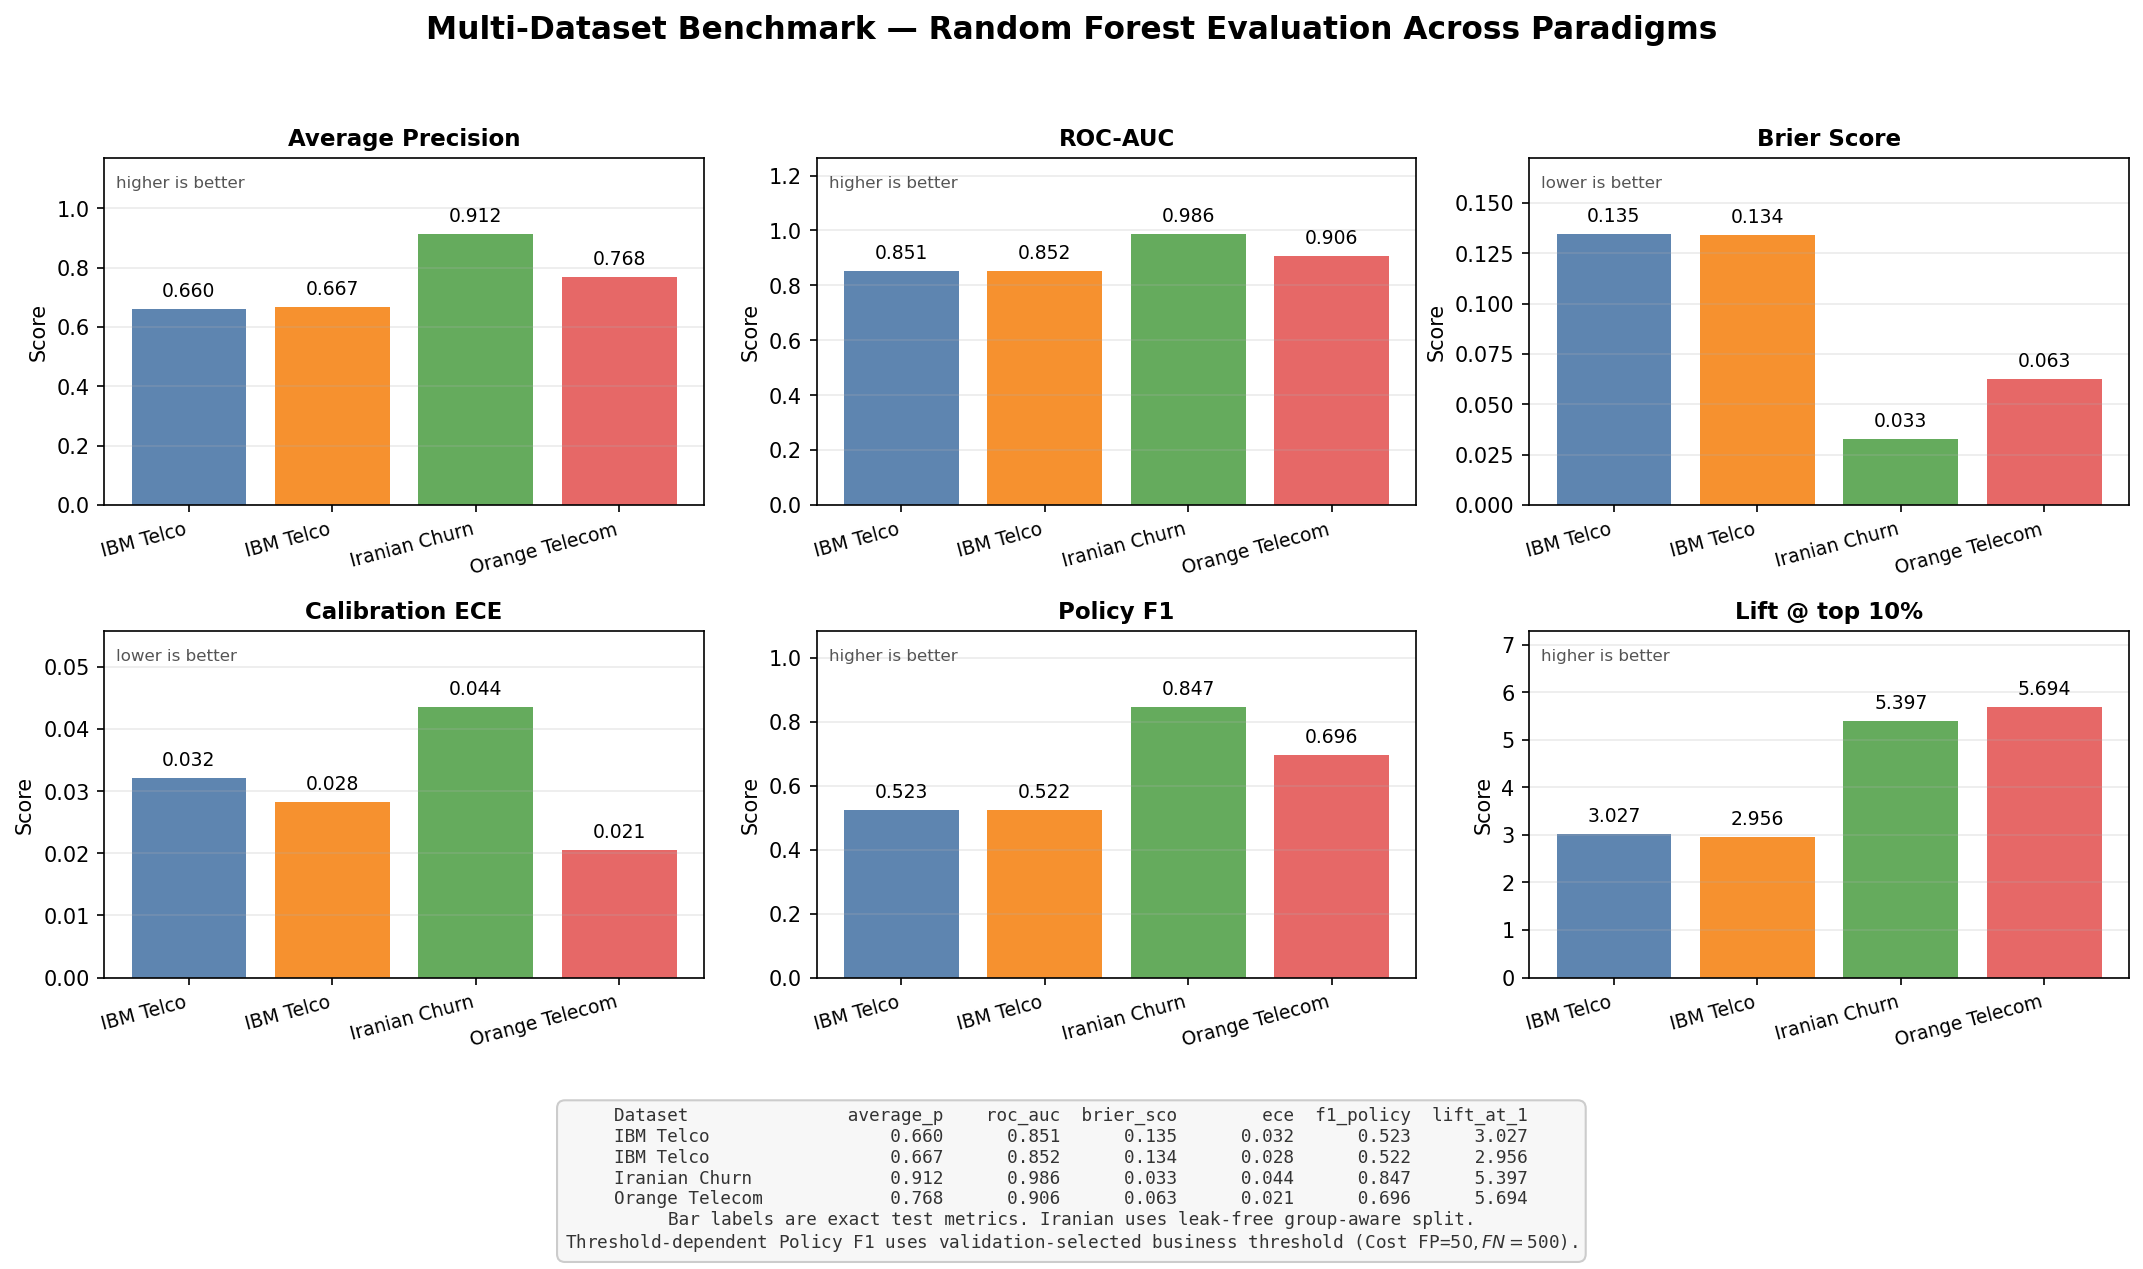 Multi-Dataset Benchmark — Random Forest Evaluation Across Paradigms
Average Precision
higher is better
Score
1.0
0.8
0.6
0.4
0.2
0.0
0.660
0.667
0.912
0.768
IBM Telco
IBM Telco
Iranian Churn
Orange Telecom
ROC-AUC
higher is better
Score
1.2
1.0
0.8
0.6
0.4
0.2
0.0
0.851
0.852
0.986
0.906
IBM Telco
IBM Telco
Iranian Churn
Orange Telecom
Brier Score
lower is better
Score
0.150
0.125
0.100
0.075
0.050
0.025
0.000
0.135
0.134
0.033
0.063
IBM Telco
IBM Telco
Iranian Churn
Orange Telecom
Calibration ECE
lower is better
Score
0.05
0.04
0.03
0.02
0.01
0.00
0.032
0.028
0.044
0.021
IBM Telco
IBM Telco
Iranian Churn
Orange Telecom
Policy F1
higher is better
Score
1.0
0.8
0.6
0.4
0.2
0.0
0.523
0.522
0.847
0.696
IBM Telco
IBM Telco
Iranian Churn
Orange Telecom
Lift @ top 10%
higher is better
Score
7
6
5
4
3
2
1
0
3.027
2.956
5.397
5.694
IBM Telco
IBM Telco
Iranian Churn
Orange Telecom
Dataset average_p roc_auc brier_sco ece f1_policy lift_at_1
IBM Telco 0.660 0.851 0.135 0.032 0.523 3.027
IBM Telco 0.667 0.852 0.134 0.028 0.522 2.956
Iranian Churn 0.912 0.986 0.033 0.044 0.847 5.397
Orange Telecom 0.768 0.906 0.063 0.021 0.696 5.694
Bar labels are exact test metrics. Iranian uses leak-free group-aware split.
Threshold-dependent Policy F1 uses validation-selected business threshold (Cost FP=50,FN=500).